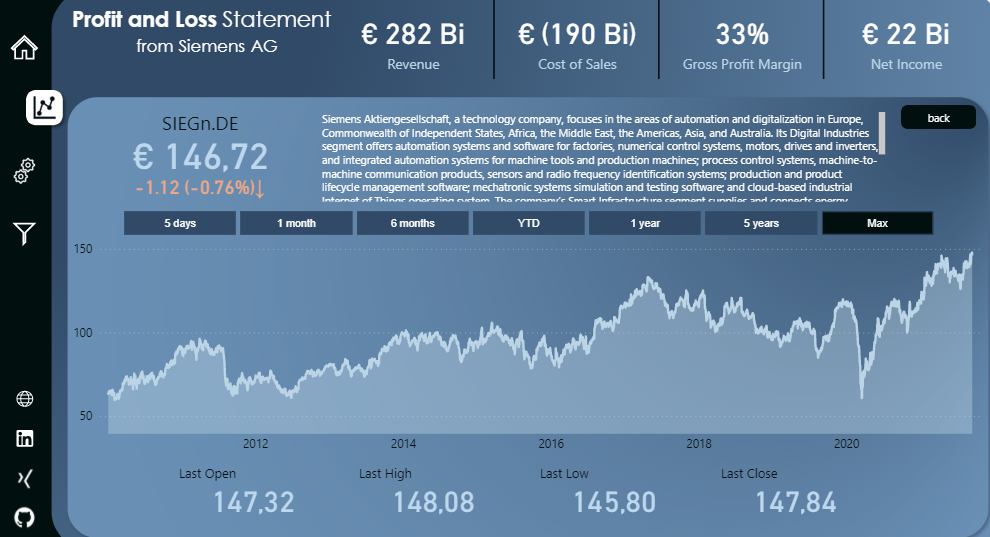 Profit and Loss Statement
from Siemens AG
€ 282 Bi
Revenue
€ (190 Bi)
Cost of Sales
33%
Gross Profit Margin
€ 22 Bi
Net Income
SIEGn.DE
€ 146,72
-1.12 (-0.76%)↓
Siemens Aktiengesellschaft, a technology company, focuses in the areas of automation and digitalization in Europe,
Commonwealth of Independent States, Africa, the Middle East, the Americas, Asia, and Australia. Its Digital Industries
segment offers automation systems and software for factories, numerical control systems, motors, drives and inverters,
and integrated automation systems for machine tools and production machines; process control systems, machine-to-
machine communication products, sensors and radio frequency identification systems; production and product
lifecycle management software; mechatronic systems simulation and testing software; and cloud-based industrial
Internet of Things operating system. The company's Smart Infrastructure segment supplies and connects energy
back
5 days
1 month
6 months
YTD
1 year
5 years
Max
150
100
50
2012
2014
2016
2018
2020
Last Open
147,32
Last High
148,08
Last Low
145,80
Last Close
147,84
in